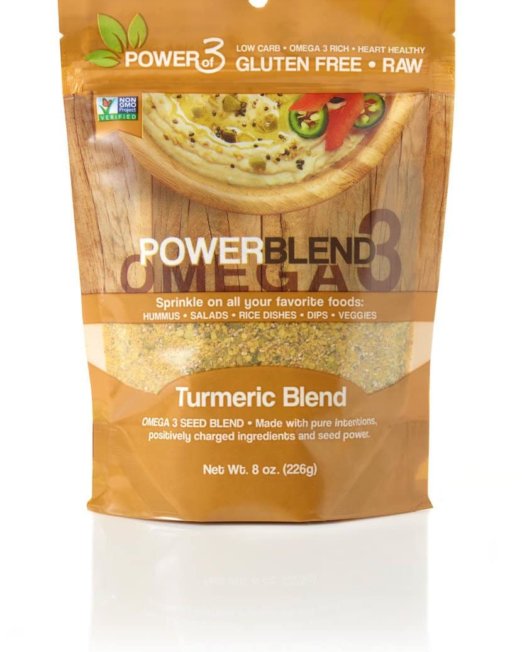 POWER of 3
LOW CARB • OMEGA 3 RICH • HEART HEALTHY
GLUTEN FREE • RAW
NON
GMO
Project
VERIFIED
POWERBLEND
OMEGA 3
Sprinkle on all your favorite foods:
HUMMUS • SALADS • RICE DISHES • DIPS • VEGGIES
Turmeric Blend
OMEGA 3 SEED BLEND • Made with pure intentions,
positively charged ingredients and seed power.
Net Wt. 8 oz. (226g)